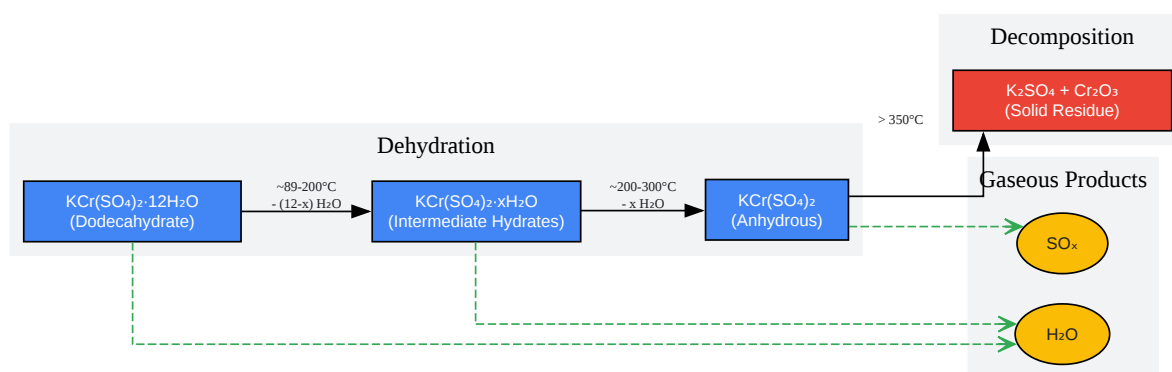 Decomposition
K₂SO₄ + Cr₂O₃
(Solid Residue)
> 350°C
Dehydration
Gaseous Products
KCr(SO₄)₂·12H₂O
(Dodecahydrate)
~89-200°C
- (12-x) H₂O
KCr(SO₄)₂·xH₂O
(Intermediate Hydrates)
~200-300°C
- x H₂O
KCr(SO₄)₂
(Anhydrous)
SOₓ
H₂O